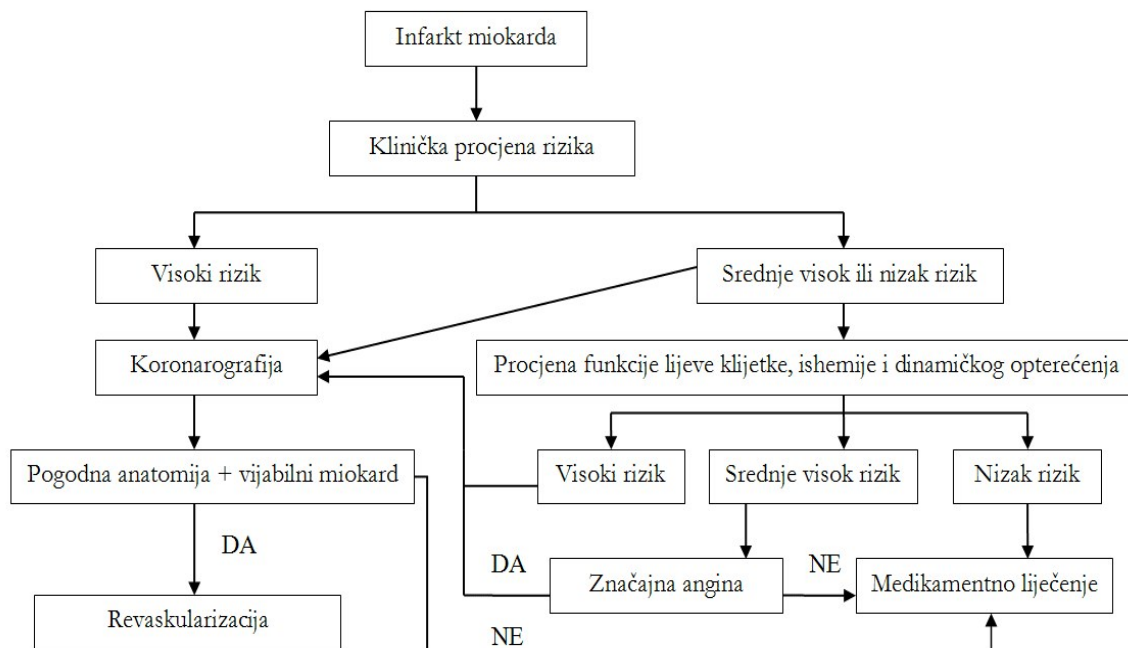 Infarkt miokarda
Klinička procjena rizika
Visoki rizik
Srednje visok ili nizak rizik
Koronarografija
Procjena funkcije lijeve klijetke, ishemije i dinamičkog opterećenja
Pogodna anatomija + vijabilni miokard
Visoki rizik
Srednje visok rizik
Nizak rizik
DA
DA
Značajna angina
NE
Medikamentno liječenje
Revaskularizacija
NE